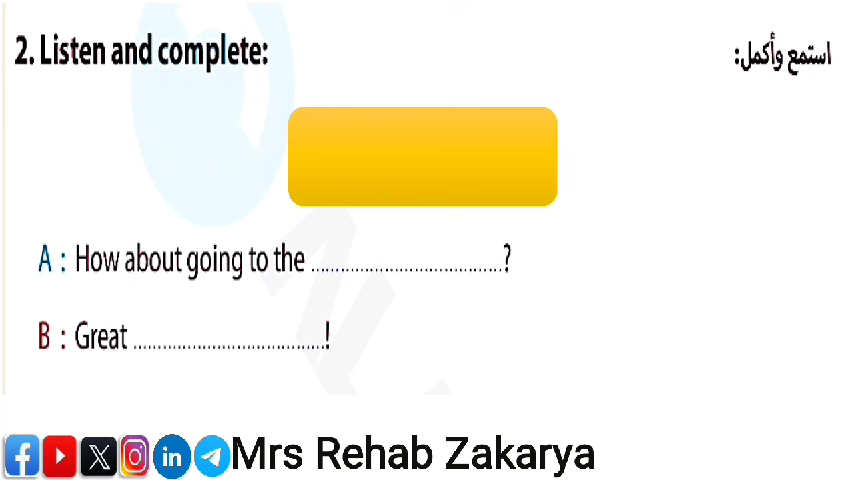 2. Listen and complete:
استمع وأكمل:
A : How about going to the ....................................... ?
B : Great ....................................... !
Mrs Rehab Zakarya